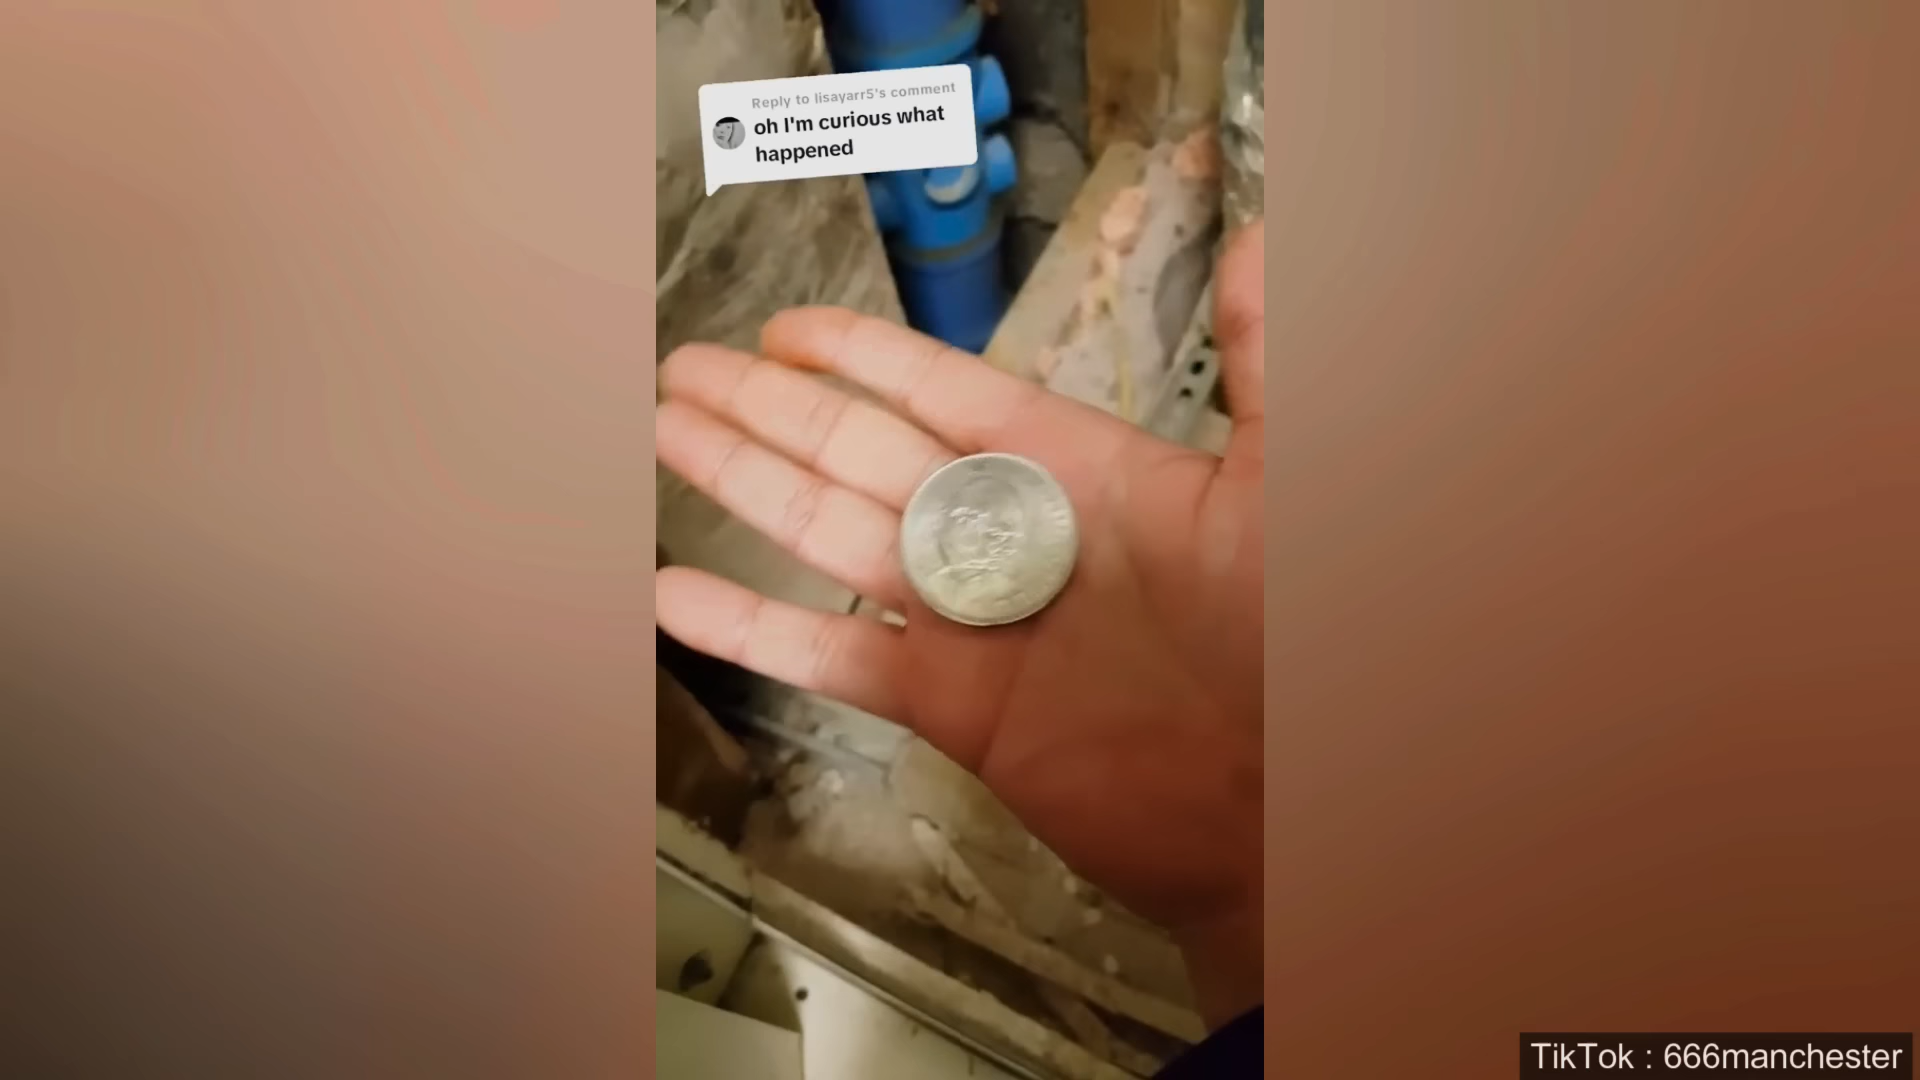 Reply to lisayarr5's comment
oh I'm curious what
happened
TikTok : 666manchester